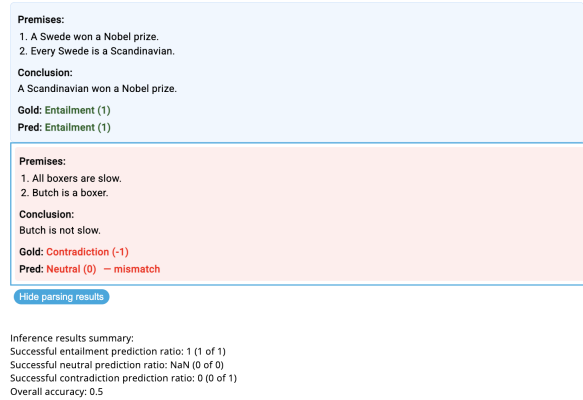 Premises:
1. A Swede won a Nobel prize.
2. Every Swede is a Scandinavian.
Conclusion:
A Scandinavian won a Nobel prize.
Gold: Entailment (1)
Pred: Entailment (1)
Premises:
1. All boxers are slow.
2. Butch is a boxer.
Conclusion:
Butch is not slow.
Gold: Contradiction (-1)
Pred: Neutral (0) — mismatch
Hide parsing results
Inference results summary:
Successful entailment prediction ratio: 1 (1 of 1)
Successful neutral prediction ratio: NaN (0 of 0)
Successful contradiction prediction ratio: 0 (0 of 1)
Overall accuracy: 0.5